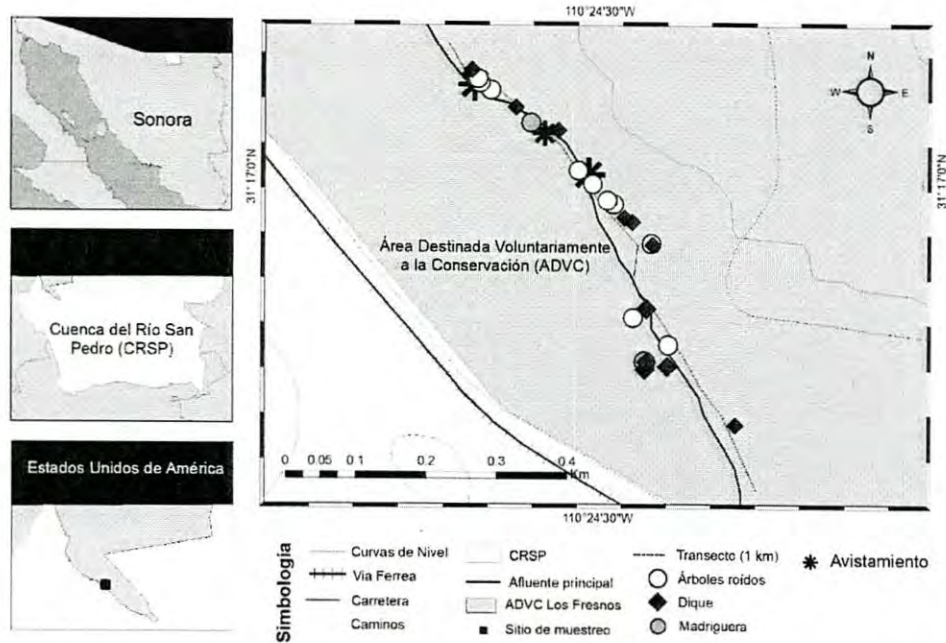 Sonora
Cuenca del Río San
Pedro (CRSP)
Estados Unidos de América
110°24'30"W
31°17'0"N
31°17'0"N
N
W
E
S
Área Destinada Voluntariamente
a la Conservación (ADVC)
0 0.05 0.1 0.2 0.3 0.4
Km
110°24'30"W
Simbología
Curvas de Nivel
Via Ferrea
Carretera
Caminos
CRSP
Afluente principal
ADVC Los Fresnos
Sitio de muestreo
Transecto (1 km)
Árboles roídos
Dique
Madriguera
Avistamiento